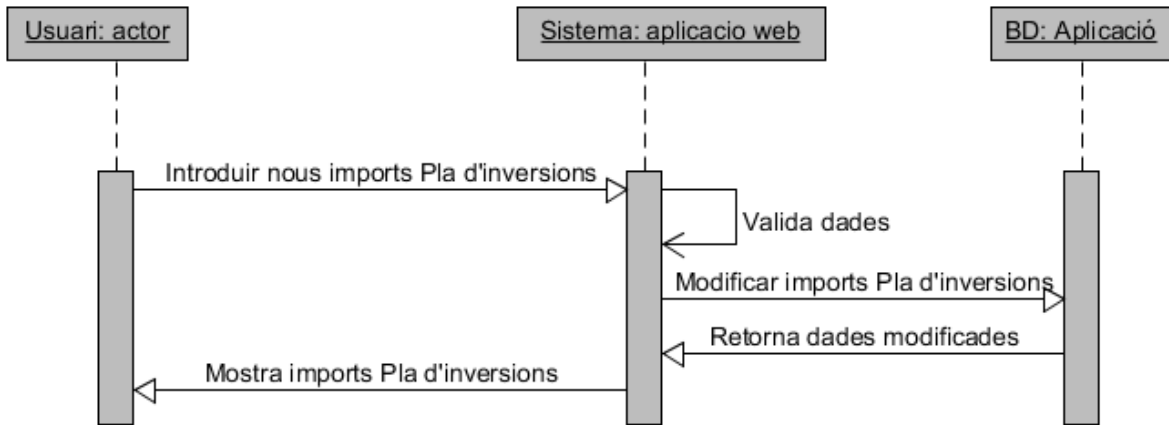 Usuari: actor
Sistema: aplicacio web
BD: Aplicació
Introduir nous imports Pla d'inversions
Valida dades
Modificar imports Pla d'inversions
Retorna dades modificades
Mostra imports Pla d'inversions